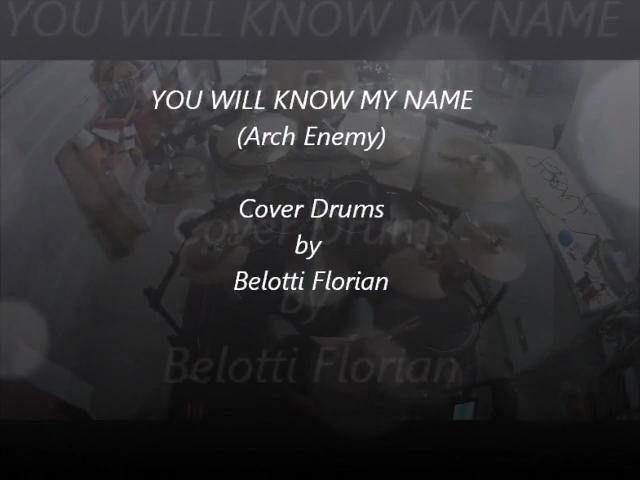 YOU WILL KNOW MY NAME
YOU WILL KNOW MY NAME
(Arch Enemy)
Cover Drums
Cover Drums
by
Belotti Florian
by
Belotti Florian